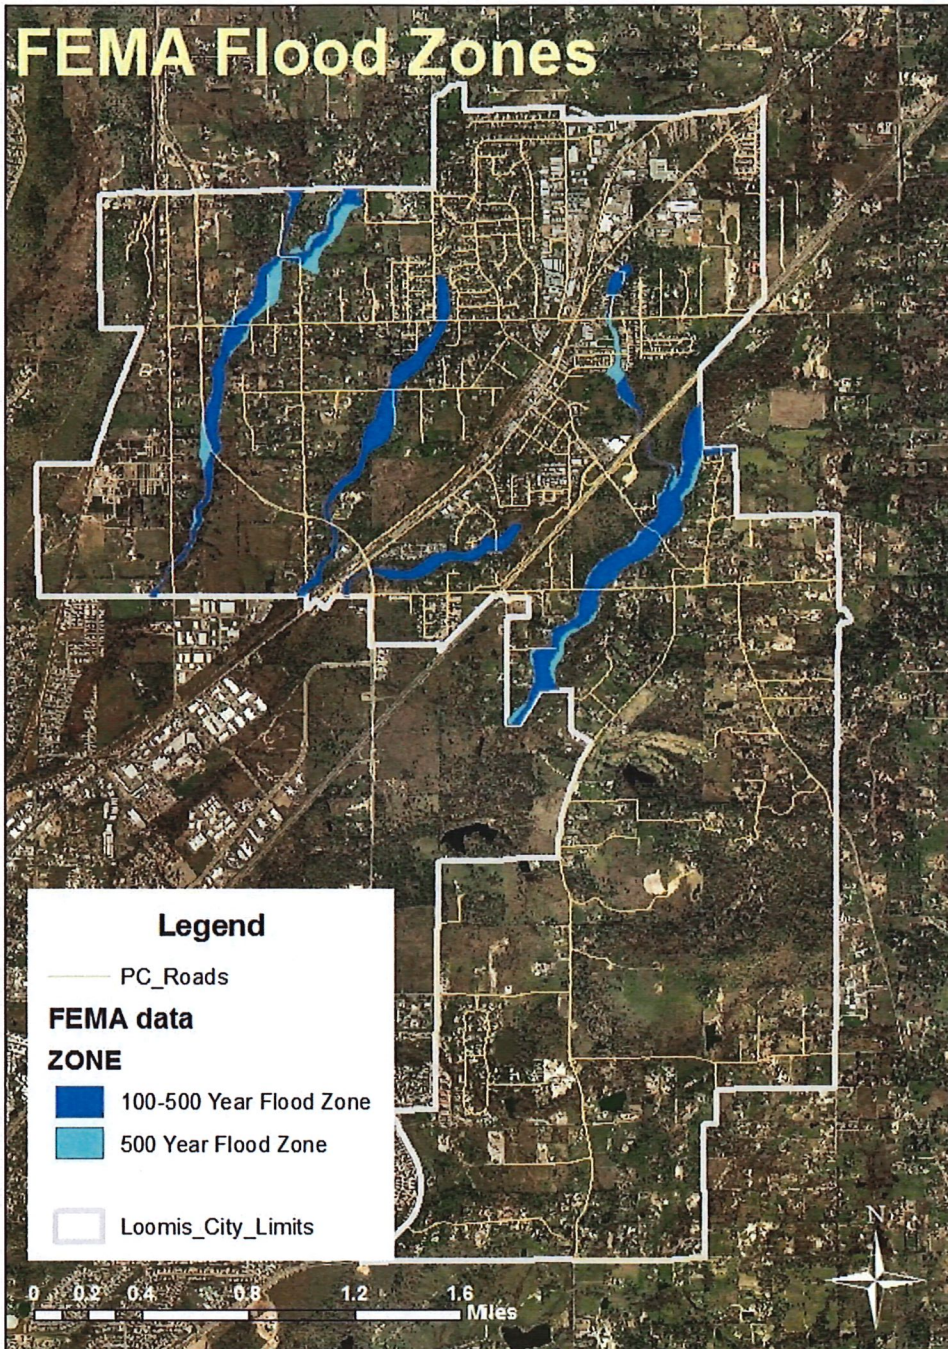 FEMA Flood Zones
Legend
PC_Roads
FEMA data
ZONE
100-500 Year Flood Zone
500 Year Flood Zone
Loomis_City_Limits
N
0 0.2 0.4 0.8 1.2 1.6
Miles